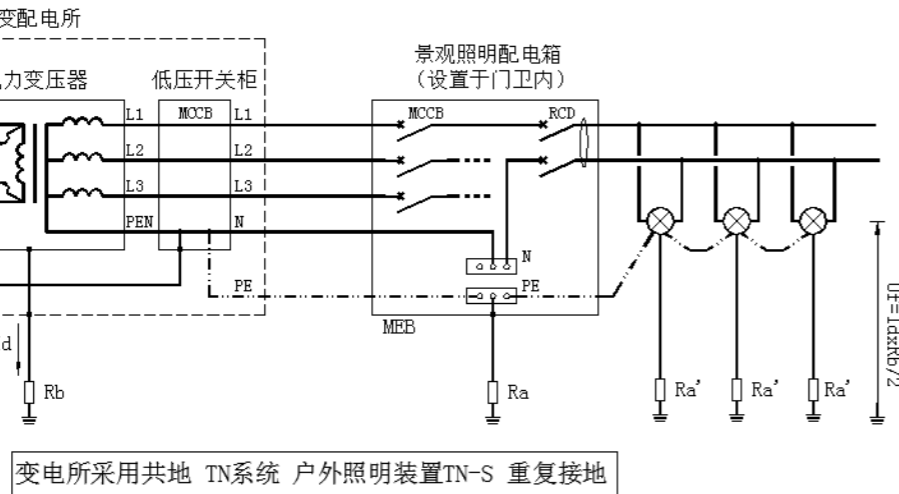 变配电所
力变压器
低压开关柜
景观照明配电箱
（设置于门卫内）
L1
MCCB
L1
MCCB
RCD
L2
L2
L3
L3
PEN
N
N
PE
PE
MEB
d
Rb
Ra
Ra'
Ra'
Ra'
Uf=IdxRb/2
变电所采用共地 TN系统 户外照明装置TN-S 重复接地